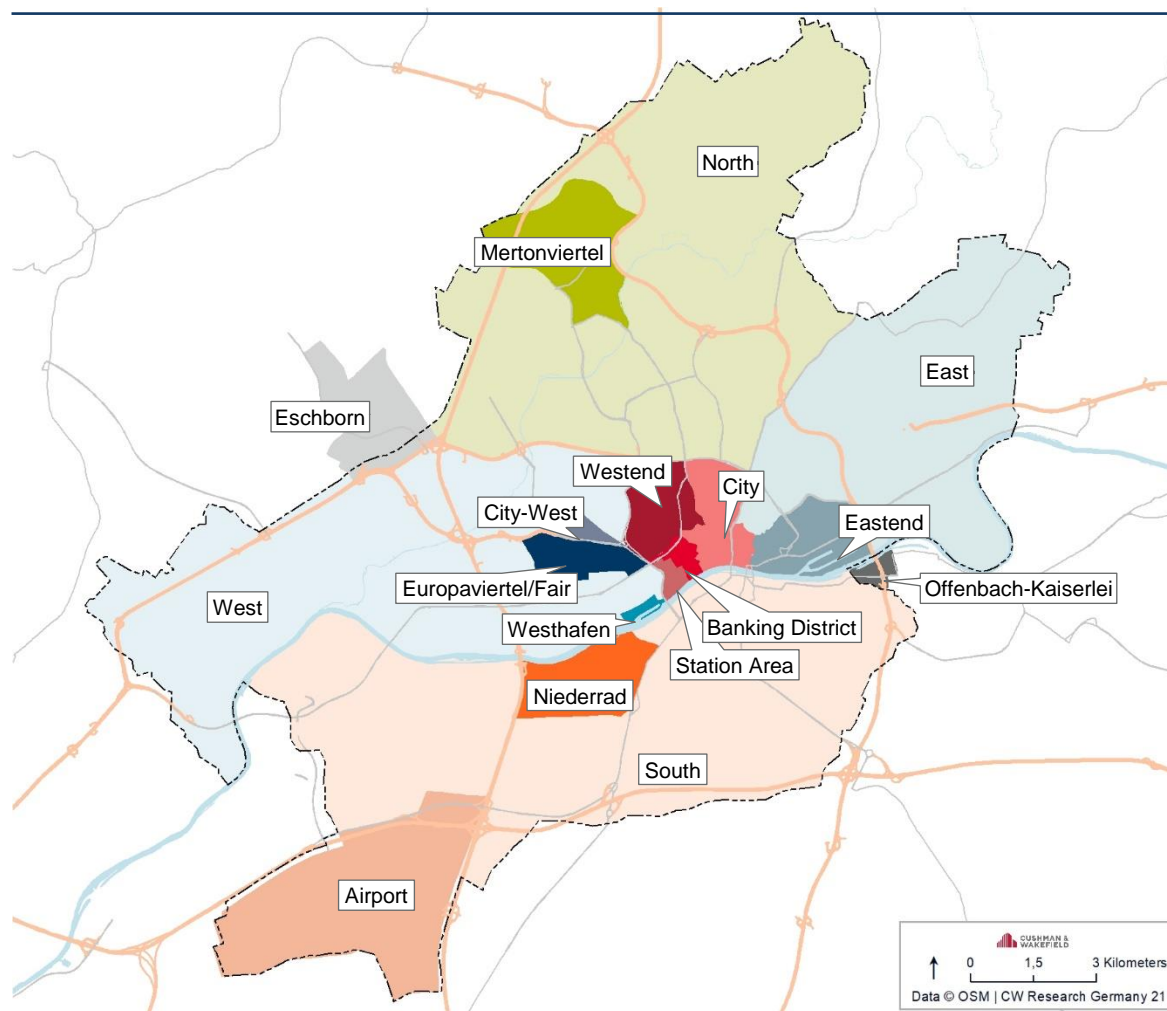 North
Mertonviertel
East
Eschborn
Westend
City
City-West
Eastend
Europaviertel/Fair
Offenbach-Kaiserlei
West
Westhafen
Banking District
Station Area
Niederrad
South
Airport
CUSHMAN &
WAKEFIELD
0 1,5 3 Kilometers
Data © OSM | CW Research Germany 21